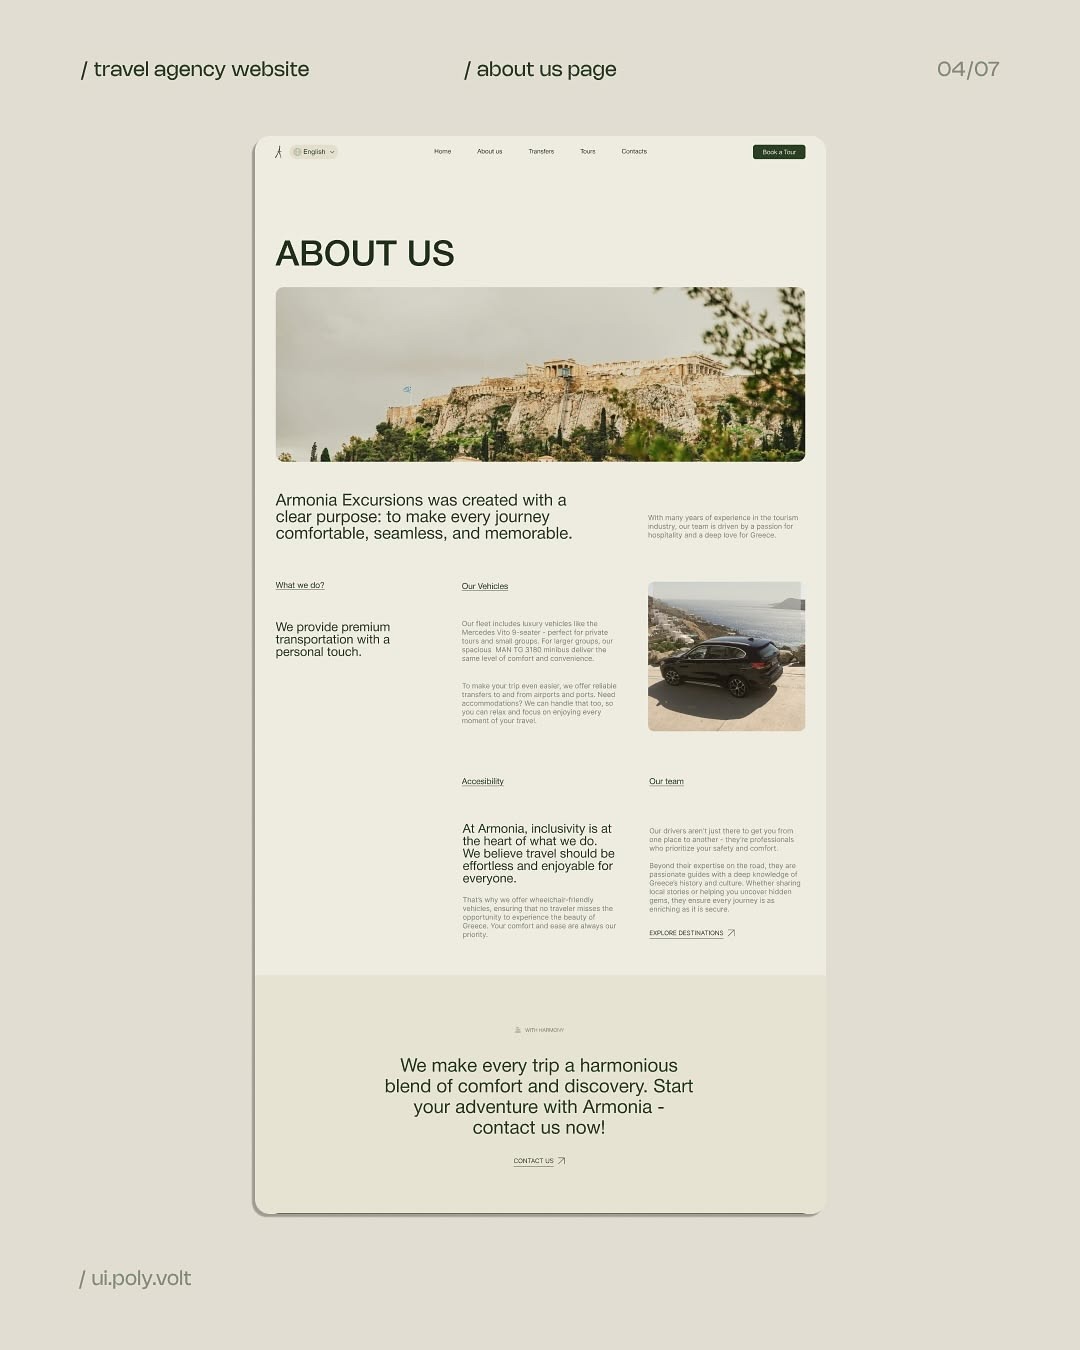 / travel agency website
/ about us page
04/07
English
Home
About us
Transfers
Tours
Contacts
Book a Tour
ABOUT US
Armonia Excursions was created with a
clear purpose: to make every journey
comfortable, seamless, and memorable.
With many years of experience in the tourism
industry, our team is driven by a passion for
hospitality and a deep love for Greece.
What we do?
We provide premium
transportation with a
personal touch.
Our Vehicles
Our fleet includes luxury vehicles like the
Mercedes Vito 9-seater - perfect for private
tours and small groups. For larger groups, our
spacious MAN TG 3180 minibus deliver the
same level of comfort and convenience.
To make your trip even easier, we offer reliable
transfers to and from airports and ports. Need
accommodations? We can handle that too, so
you can relax and focus on enjoying every
moment of your travel.
Accesibility
At Armonia, inclusivity is at
the heart of what we do.
We believe travel should be
effortless and enjoyable for
everyone.
That's why we offer wheelchair-friendly
vehicles, ensuring that no traveler misses the
opportunity to experience the beauty of
Greece. Your comfort and ease are always our
priority.
Our team
Our drivers aren't just there to get you from
one place to another - they're professionals
who prioritize your safety and comfort.
Beyond their expertise on the road, they are
passionate guides with a deep knowledge of
Greece's history and culture. Whether sharing
local stories or helping you uncover hidden
gems, they ensure every journey is as
enriching as it is secure.
EXPLORE DESTINATIONS
WITH HARMONY
We make every trip a harmonious
blend of comfort and discovery. Start
your adventure with Armonia -
contact us now!
CONTACT US
/ ui.poly.volt